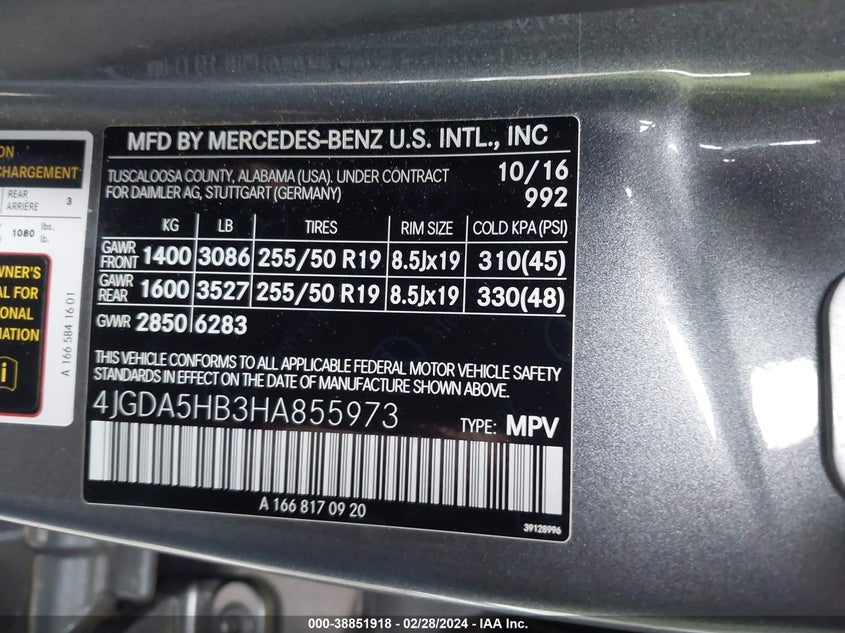 ON
CHARGEMENT
REAR
ARRIÈRE 3
1080 lbs.
lb.
WNER'S
AL FOR
IONAL
MATION
i
A 166 584 16 01
MFD BY MERCEDES-BENZ U.S. INTL., INC
TUSCALOOSA COUNTY, ALABAMA (USA). UNDER CONTRACT 10/16
FOR DAIMLER AG, STUTTGART (GERMANY) 992
KG LB TIRES RIM SIZE COLD KPA (PSI)
GAWR FRONT 1400 3086 255/50 R19 8.5Jx19 310(45)
GAWR REAR 1600 3527 255/50 R19 8.5Jx19 330(48)
GVWR 2850 6283
THIS VEHICLE CONFORMS TO ALL APPLICABLE FEDERAL MOTOR VEHICLE SAFETY
STANDARDS IN EFFECT ON THE DATE OF MANUFACTURE SHOWN ABOVE.
4JGDA5HB3HA855973 TYPE: MPV
A 166 817 09 20
39128996
000-38851918 - 02/28/2024 - IAA Inc.